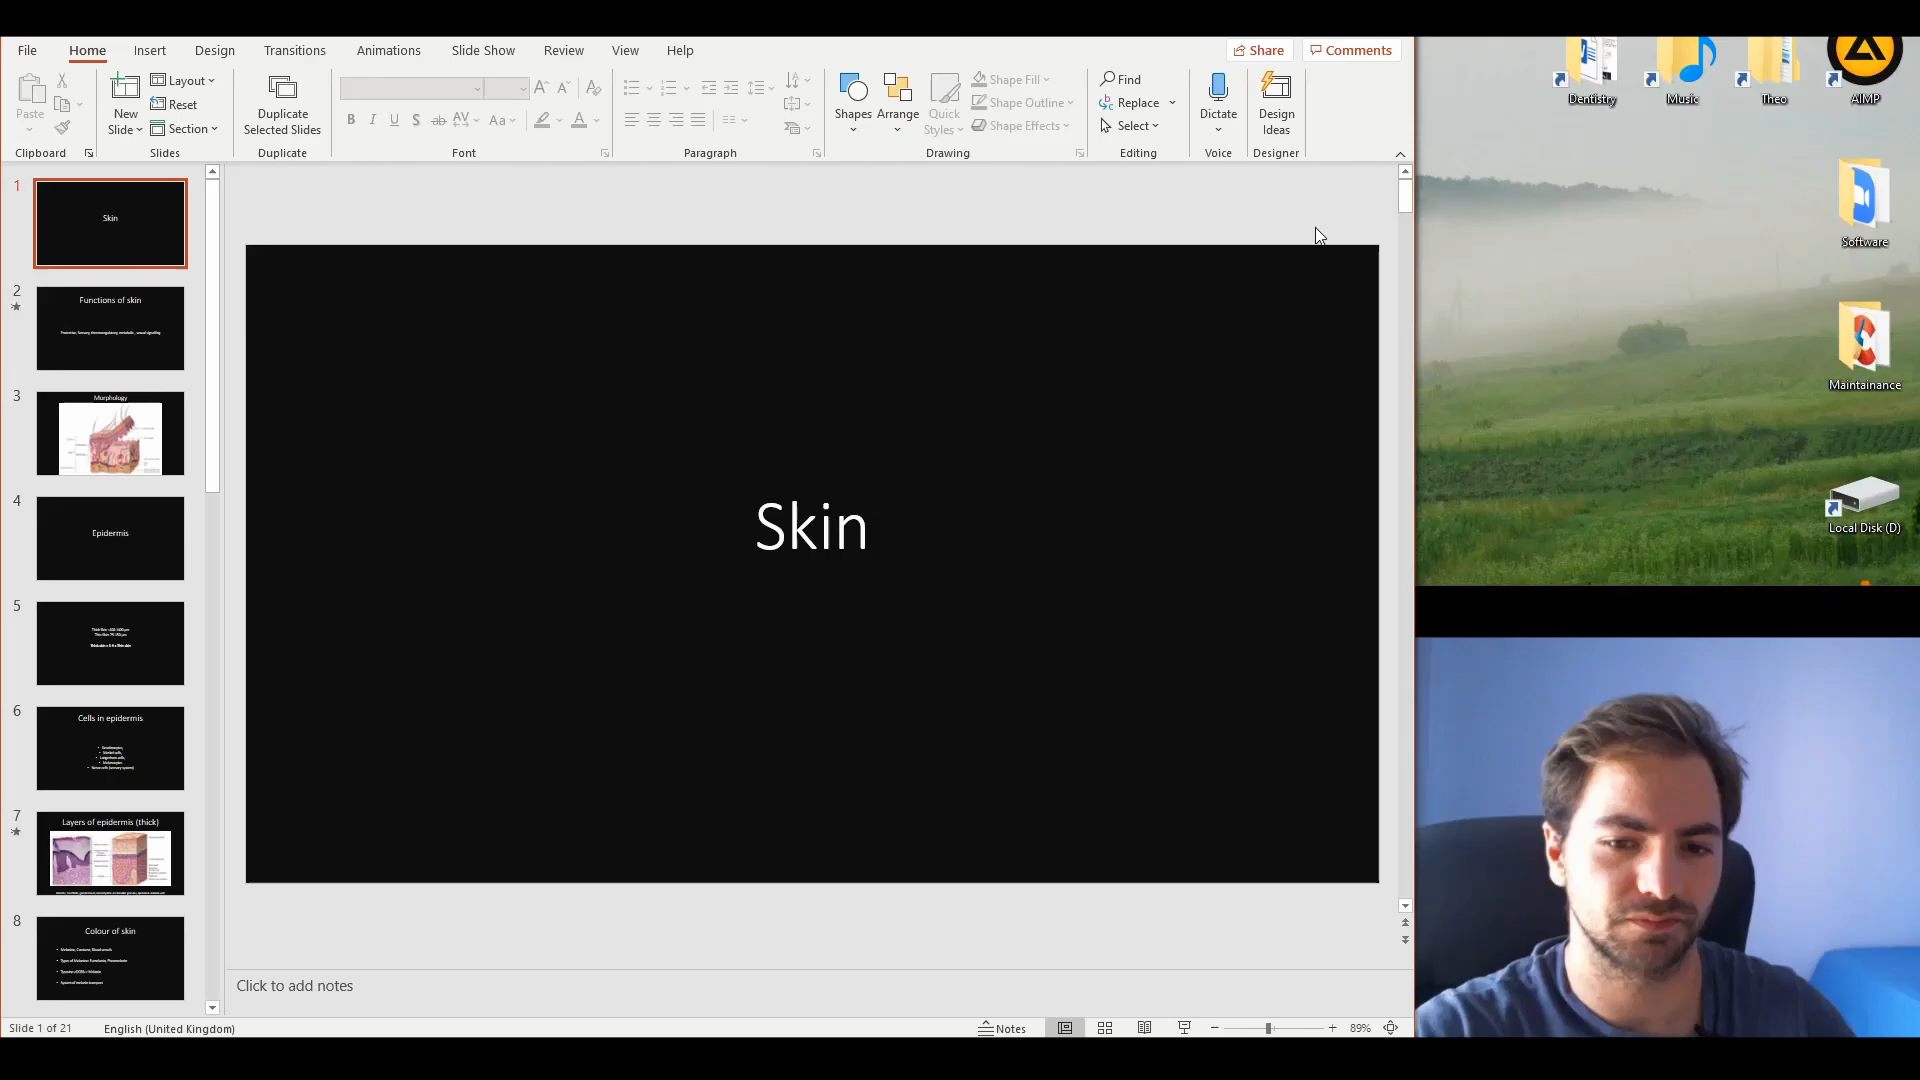 File Home Insert Design Transitions Animations Slide Show Review View Help Share Comments
Paste
New Slide
Layout
Reset
Section
Duplicate Selected Slides
Shapes Arrange Quick Styles
Shape Fill
Shape Outline
Shape Effects
Find
Replace
Select
Dictate
Design Ideas
Clipboard Slides Duplicate Font Paragraph Drawing Editing Voice Designer
1
Skin
2
Functions of skin
3
Morphology
4
Epidermis
5
6
Cells in epidermis
7
Layers of epidermis (thick)
8
Colour of skin
Skin
Click to add notes
Slide 1 of 21 English (United Kingdom) Notes 89%
Dentistry Music Theo AIMP
Software
Maintainance
Local Disk (D)